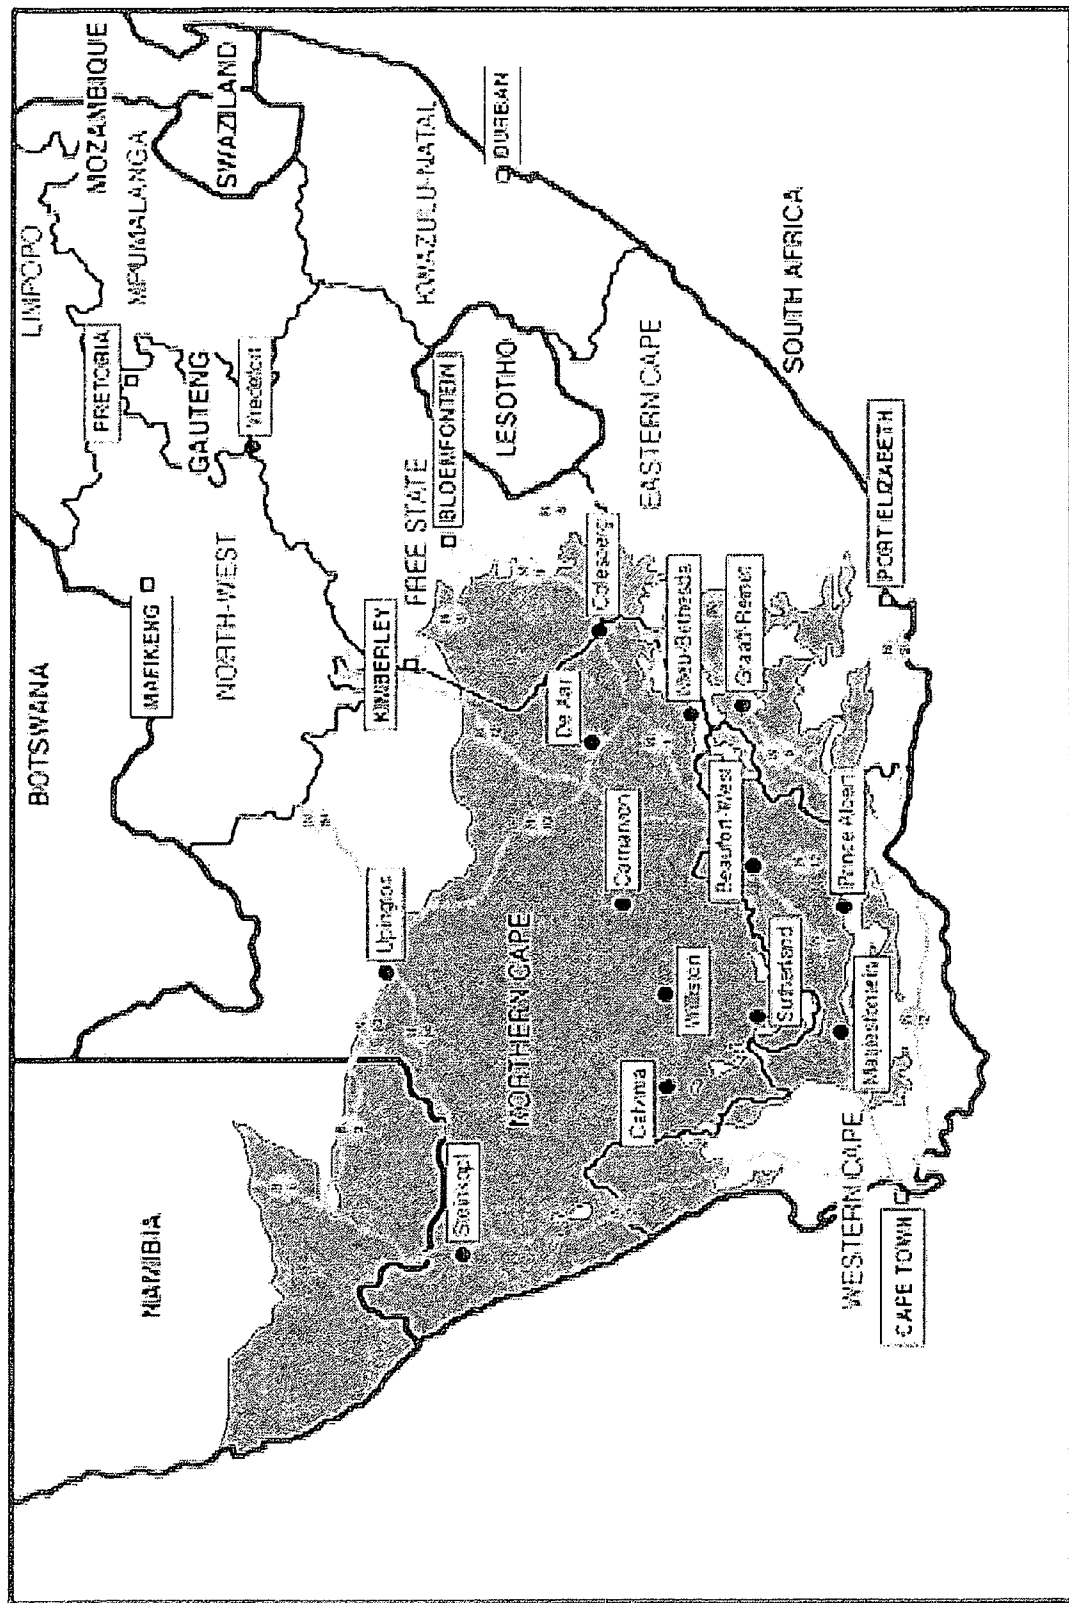 NAMIBIA
BOTSWANA
LIMPOPO
MOZAMBIQUE
MPUMALANGA
PRETORIA
MAFIKENG
GAUTENG
SWAZILAND
NORTH-WEST
Vredefort
Upington
KIMBERLEY
FREE STATE
BLOEMFONTEIN
KWAZULU-NATAL
LESOTHO
DURBAN
Steinkopf
NORTHERN CAPE
De Aar
Colesberg
Carnarvon
EASTERN CAPE
Calvinia
Williston
Nieu-Bethesda
Beaufort-West
Graaff-Reinet
Sutherland
SOUTH AFRICA
WESTERN CAPE
Matjiesfontein
Prince Albert
CAPE TOWN
PORT ELIZABETH